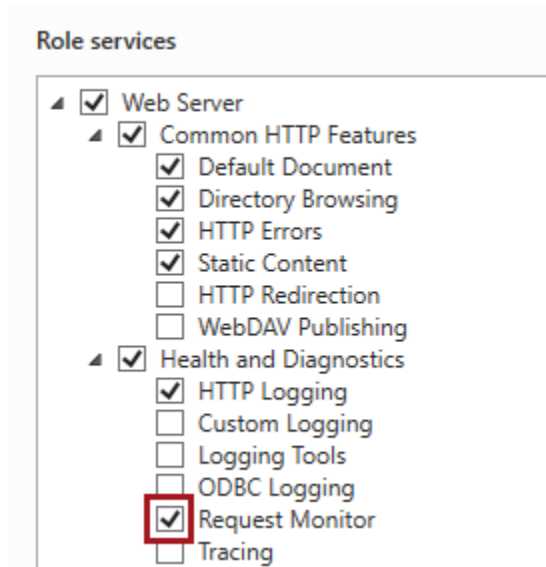 Role services
Web Server
Common HTTP Features
Default Document
Directory Browsing
HTTP Errors
Static Content
HTTP Redirection
WebDAV Publishing
Health and Diagnostics
HTTP Logging
Custom Logging
Logging Tools
ODBC Logging
Request Monitor
Tracing